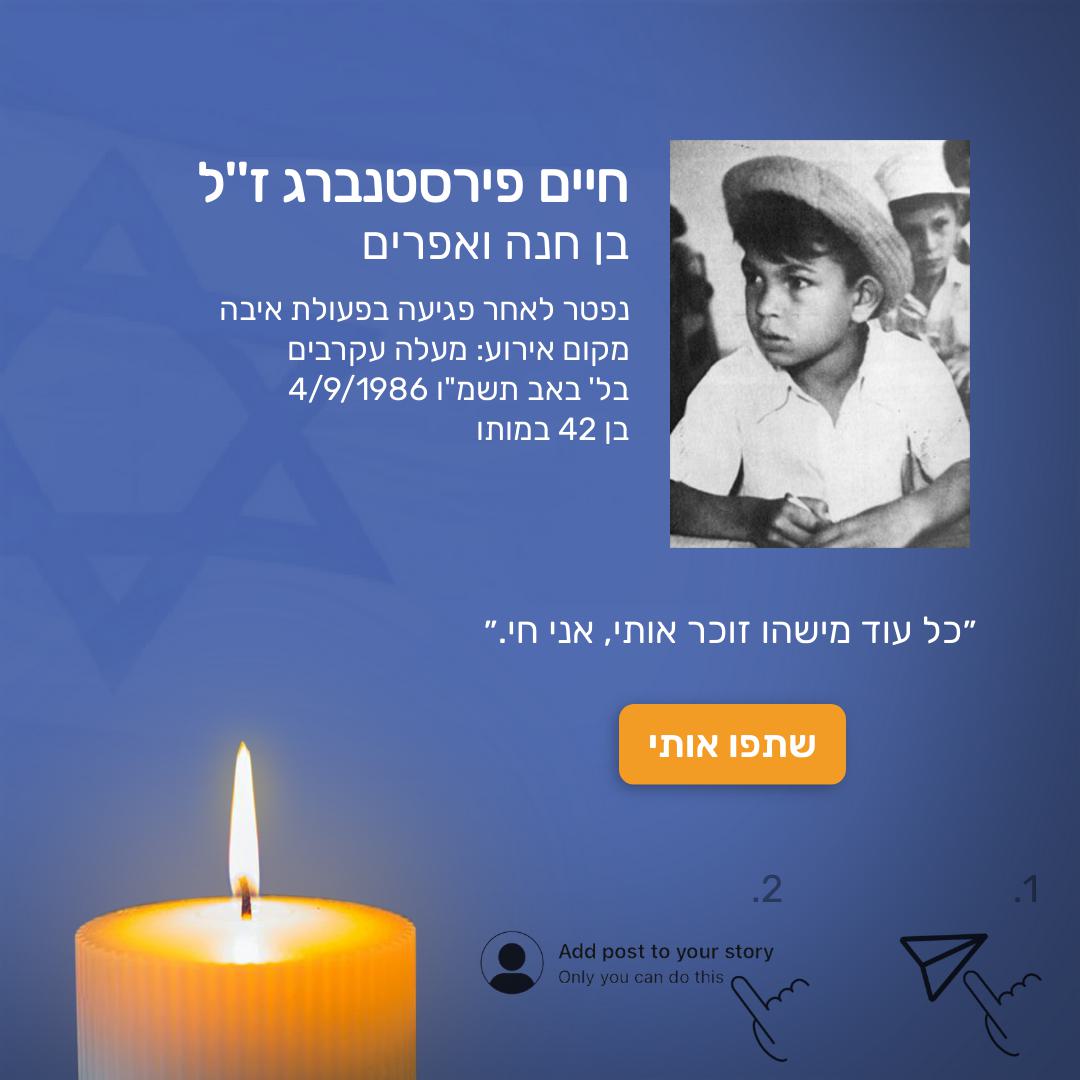 חיים פירסטנברג ז"ל
בן חנה ואפרים
נפטר לאחר פגיעה בפעולת איבה
מקום אירוע: מעלה עקרבים
בל' באב תשמ"ו 4/9/1986
בן 42 במותו
״כל עוד מישהו זוכר אותי, אני חי.״
שתפו אותי
1.
2.
Add post to your story
Only you can do this